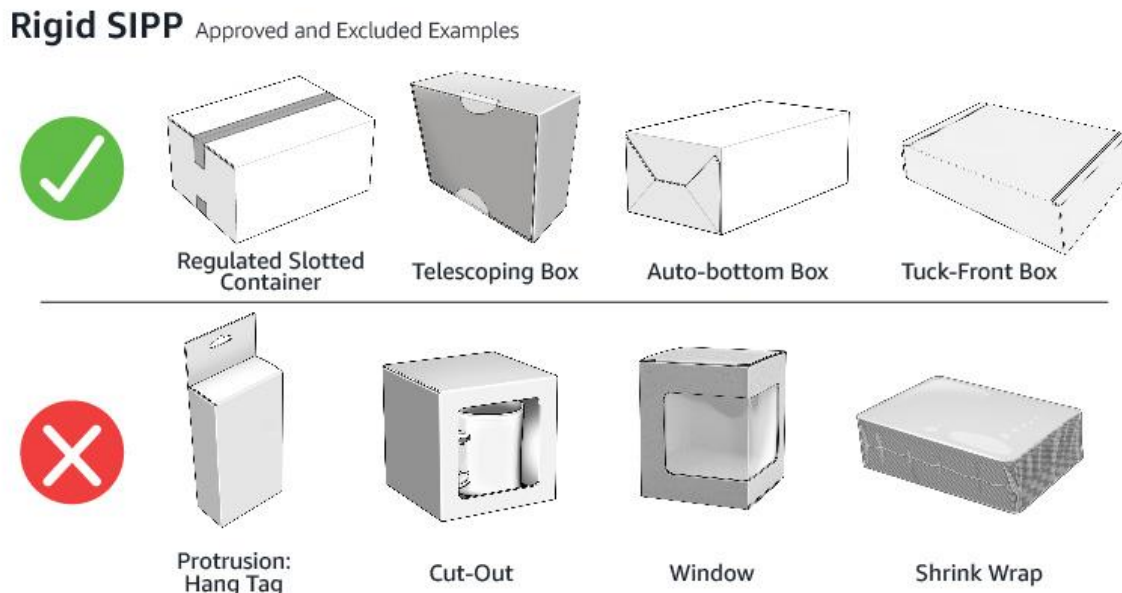 Rigid SIPP Approved and Excluded Examples
Regulated Slotted
Container
Telescoping Box
Auto-bottom Box
Tuck-Front Box
Protrusion:
Hang Tag
Cut-Out
Window
Shrink Wrap